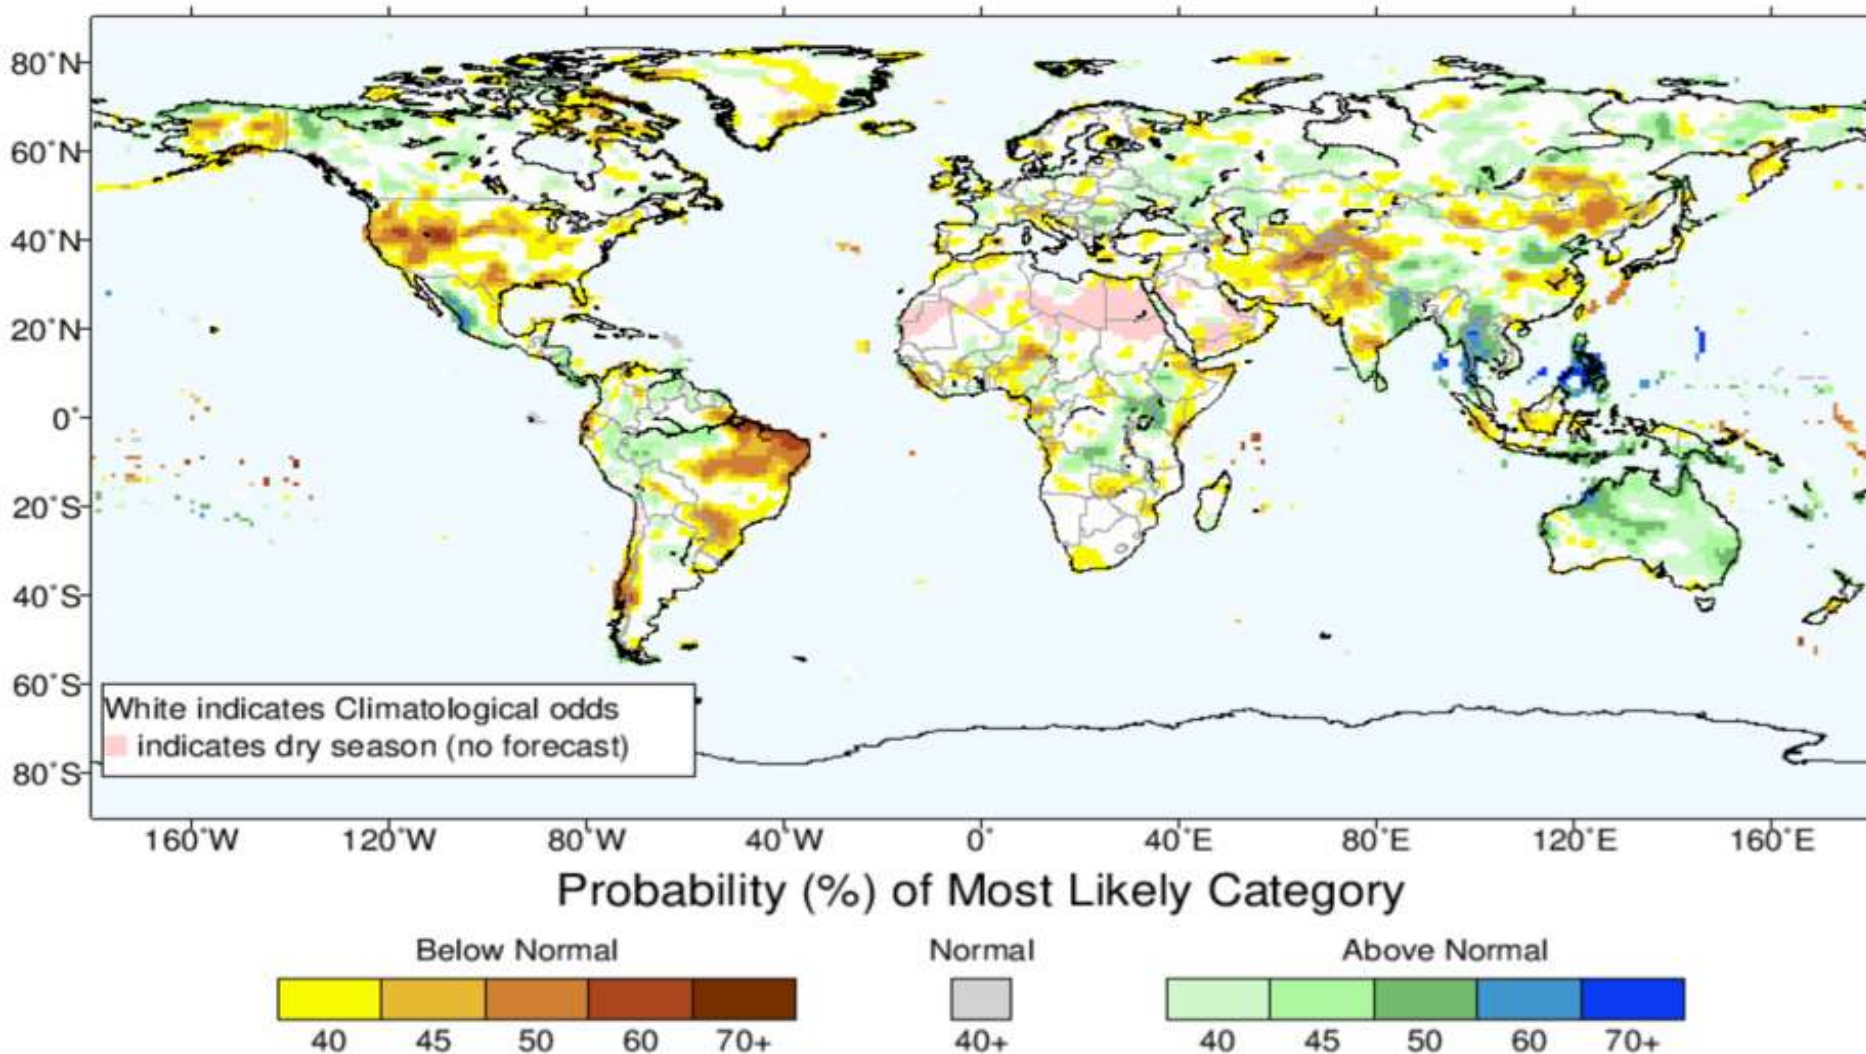 80°N
60°N
40°N
20°N
0°
20°S
40°S
60°S
80°S
White indicates Climatological odds
indicates dry season (no forecast)
160°W 120°W 80°W 40°W 0° 40°E 80°E 120°E 160°E
Probability (%) of Most Likely Category
Below Normal Normal Above Normal
40 45 50 60 70+ 40+ 40 45 50 60 70+